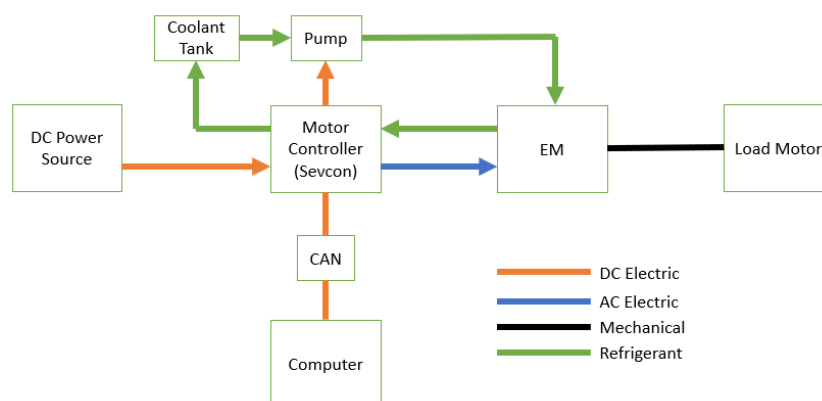 Coolant
Tank
Pump
DC Power
Source
Motor
Controller
(Sevcon)
EM
Load Motor
CAN
Computer
DC Electric
AC Electric
Mechanical
Refrigerant